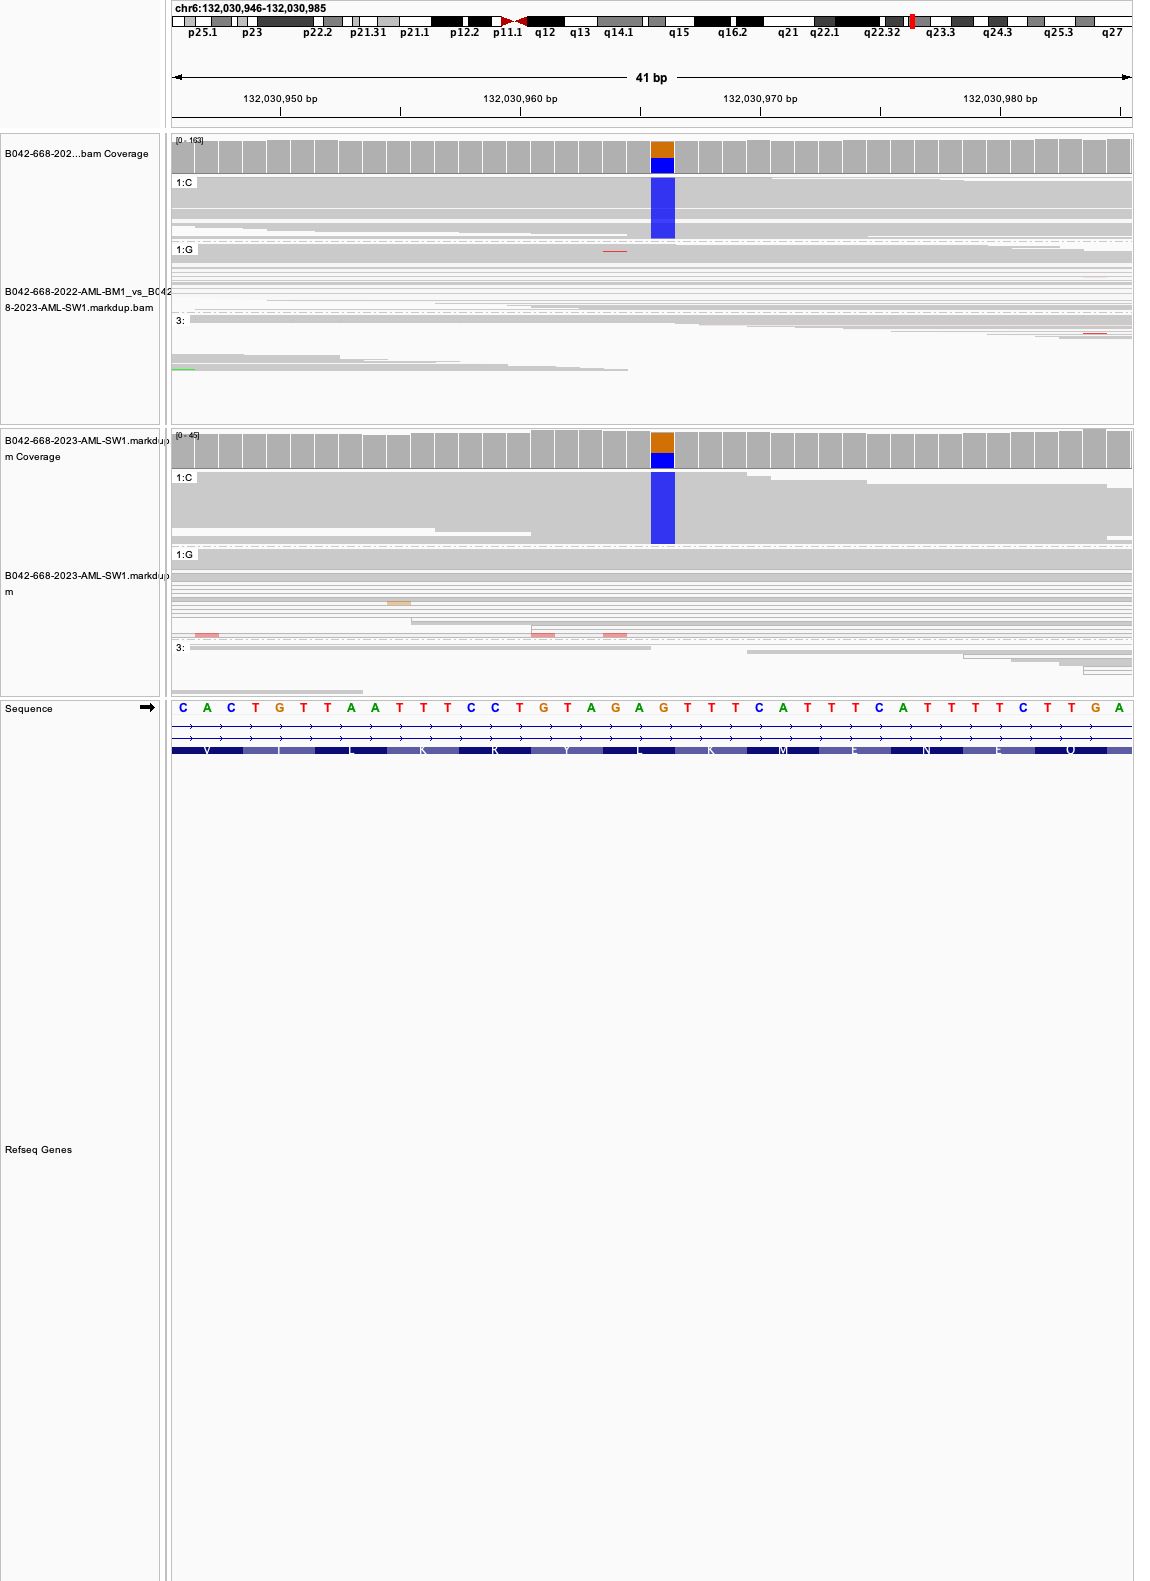 chr6:132,030,946-132,030,985
p25.1 p23 p22.2 p21.31 p21.1 p12.2 p11.1 q12 q13 q14.1 q15 q16.2 q21 q22.1 q22.32 q23.3 q24.3 q25.3 q27
41 bp
132,030,950 bp 132,030,960 bp 132,030,970 bp 132,030,980 bp
[0 - 163]
B042-668-202...bam Coverage
1:C
1:G
B042-668-2022-AML-BM1_vs_B042
8-2023-AML-SW1.markdup.bam
3:
B042-668-2023-AML-SW1.markdup
[0 - 45]
m Coverage
1:C
1:G
B042-668-2023-AML-SW1.markdup
m
3:
Sequence C A C T G T T A A T T T C C T G T A G A G T T T C A T T T C A T T T T C T T G A
V T L K R Y L K M E N E Q
Refseq Genes